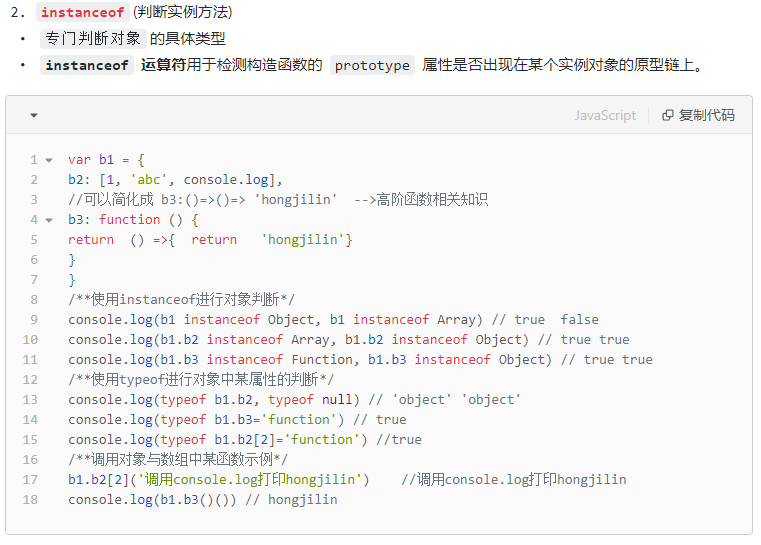 2. instanceof (判断实例方法)
• 专门判断对象 的具体类型
• instanceof 运算符用于检测构造函数的 prototype 属性是否出现在某个实例对象的原型链上。
JavaScript 复制代码
1 var b1 = {
2 b2: [1, 'abc', console.log],
3 //可以简化成 b3:()=>()=> 'hongjilin' -->高阶函数相关知识
4 b3: function () {
5 return () =>{ return 'hongjilin'}
6 }
7 }
8 /**使用instanceof进行对象判断*/
9 console.log(b1 instanceof Object, b1 instanceof Array) // true false
10 console.log(b1.b2 instanceof Array, b1.b2 instanceof Object) // true true
11 console.log(b1.b3 instanceof Function, b1.b3 instanceof Object) // true true
12 /**使用typeof进行对象中某属性的判断*/
13 console.log(typeof b1.b2, typeof null) // 'object' 'object'
14 console.log(typeof b1.b3='function') // true
15 console.log(typeof b1.b2[2]='function') //true
16 /**调用对象与数组中某函数示例*/
17 b1.b2[2]('调用console.log打印hongjilin') //调用console.log打印hongjilin
18 console.log(b1.b3()()) // hongjilin